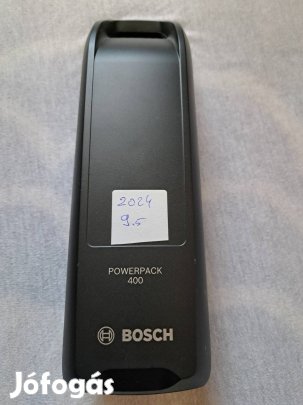 2024
9.5
POWERPACK
400
BOSCH
Jófogás